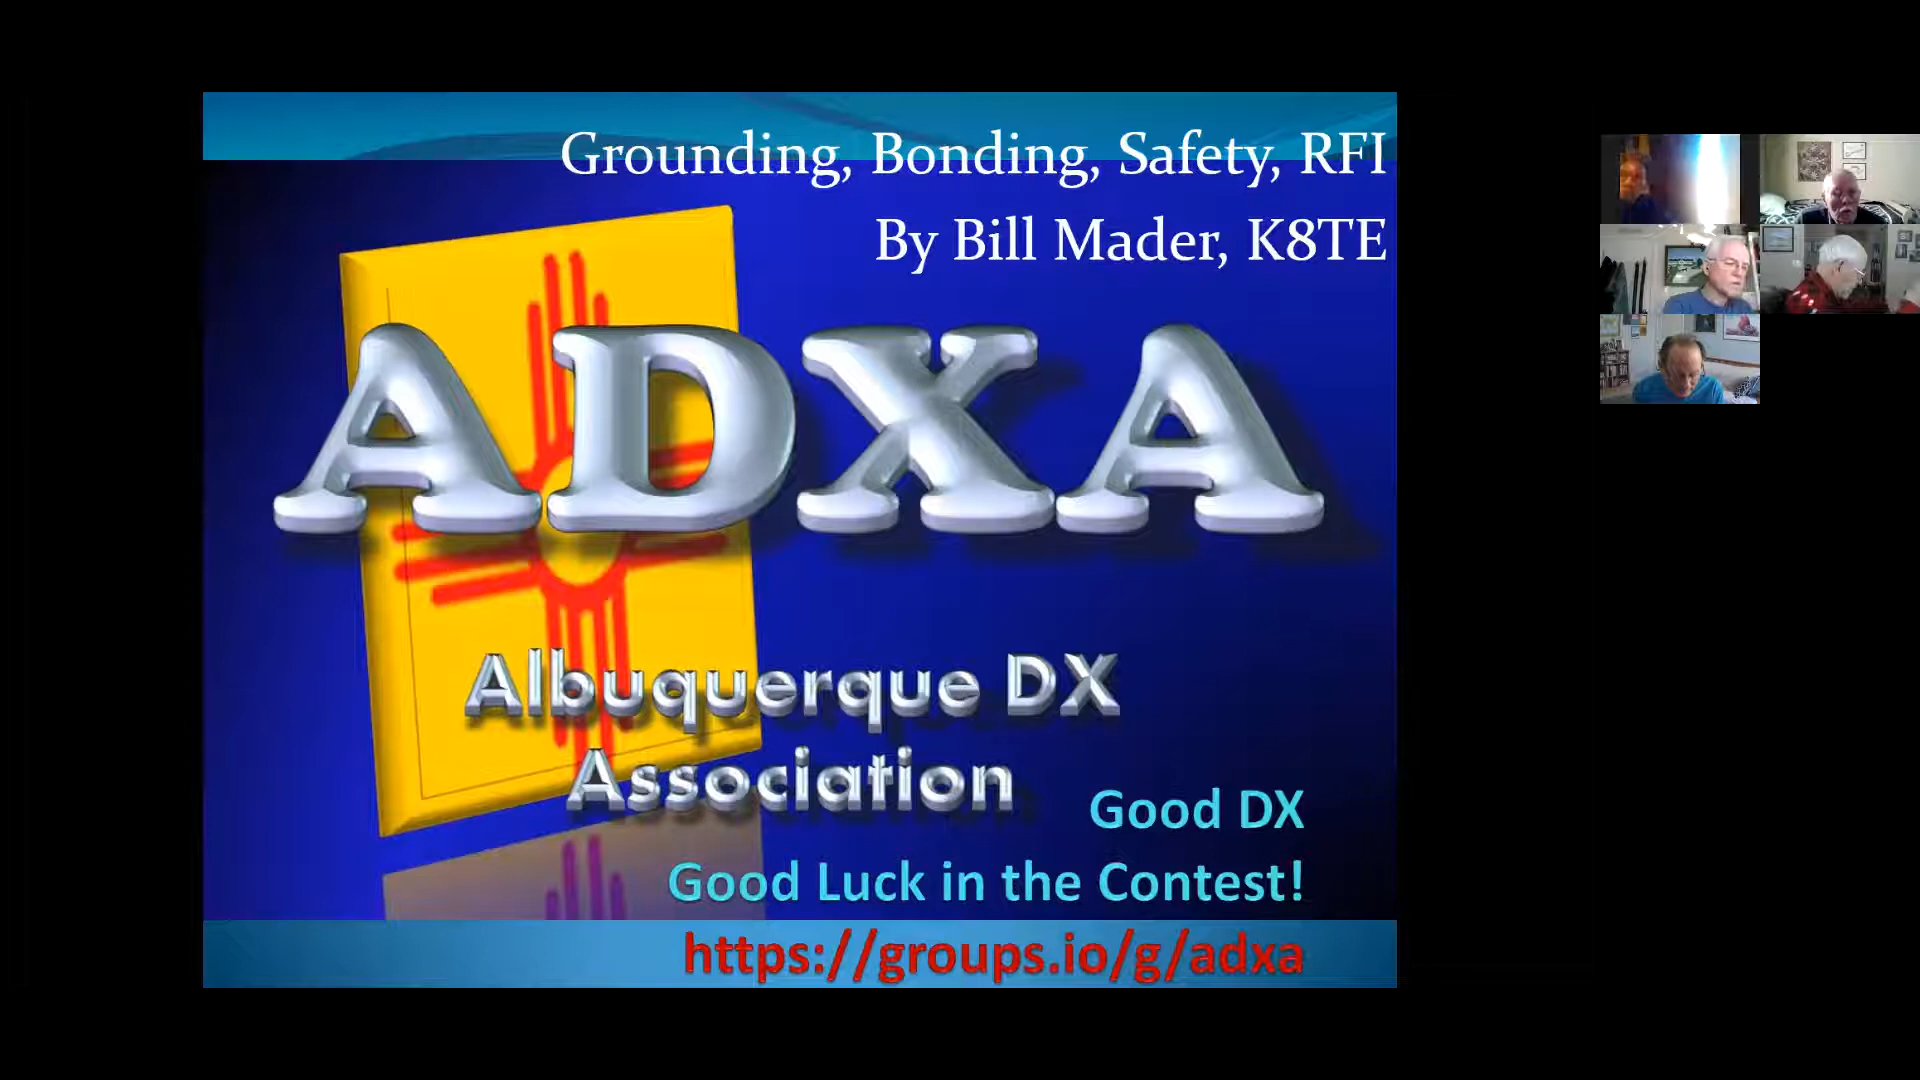 Grounding, Bonding, Safety, RFI
By Bill Mader, K8TE
ADXA
Albuquerque DX
Association
Good DX
Good Luck in the Contest!
https://groups.io/g/adxa